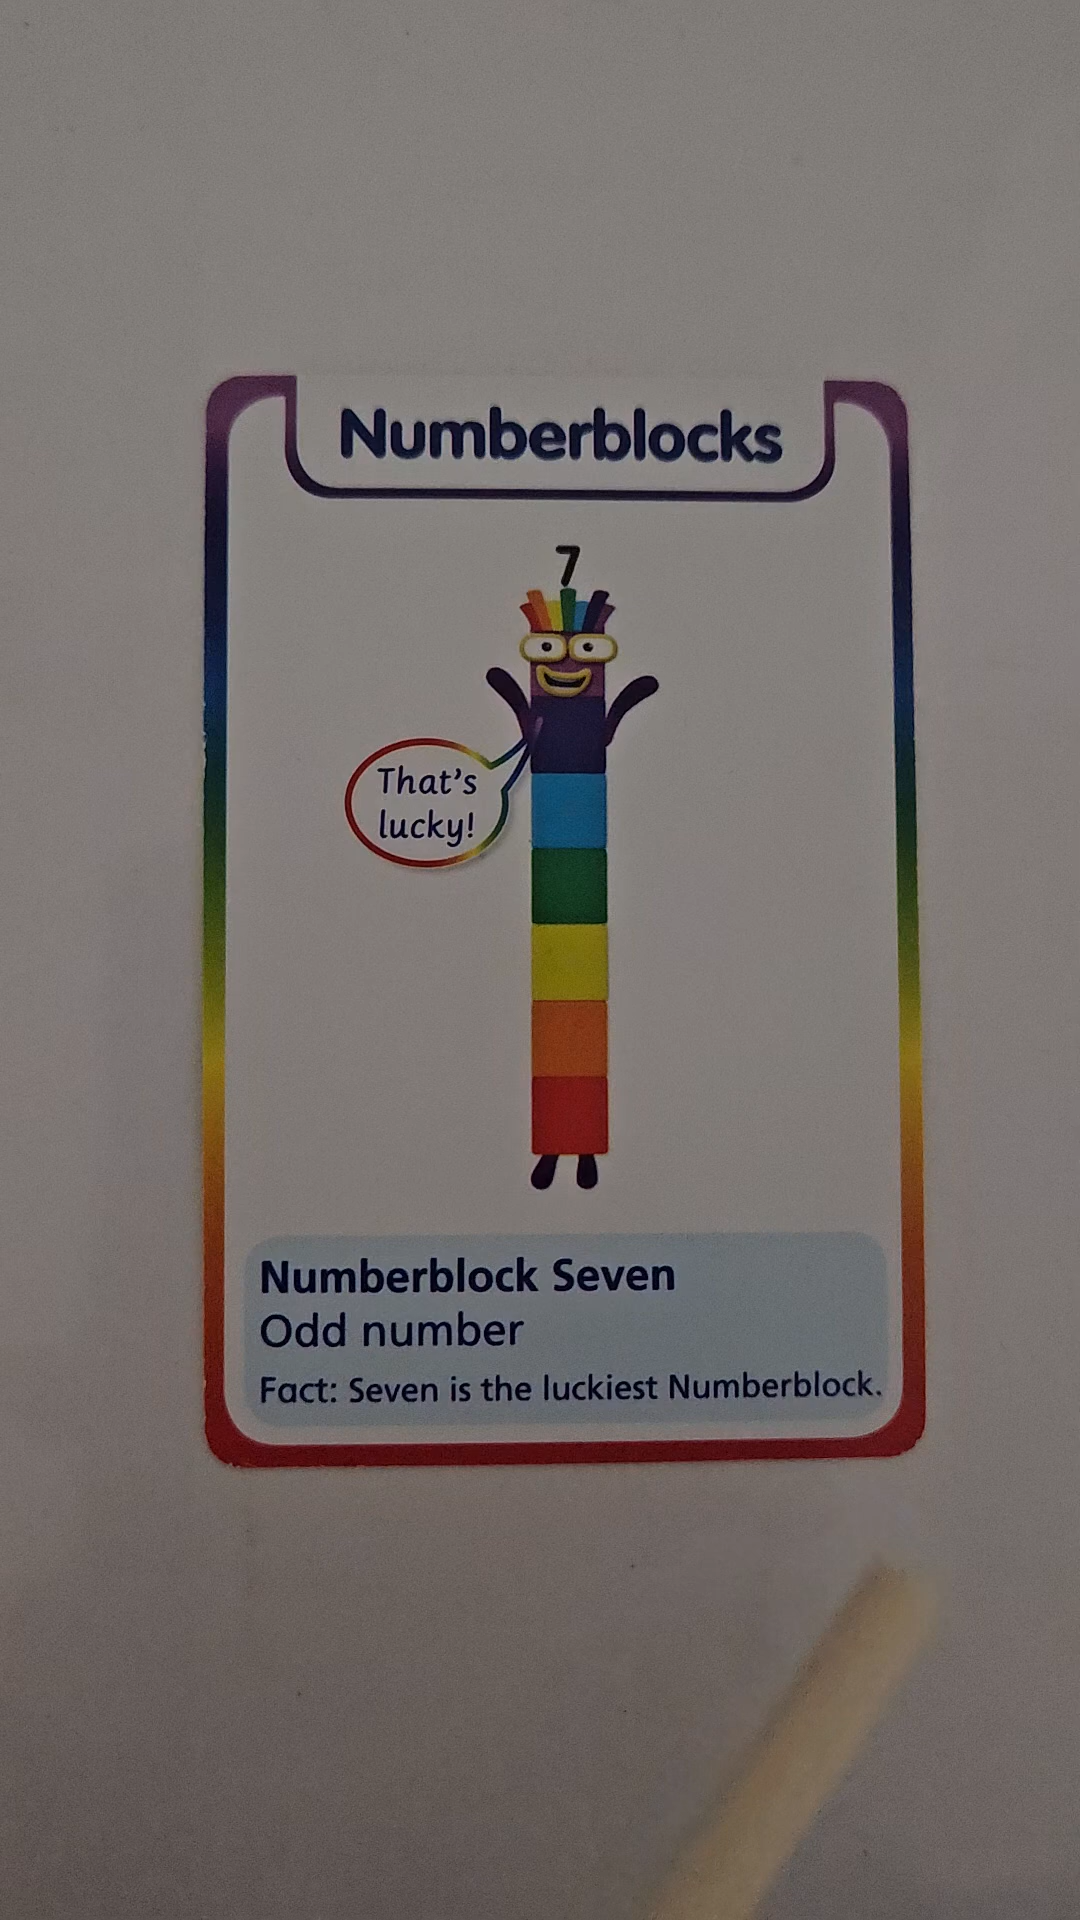 Numberblocks
7
That's
lucky!
Numberblock Seven
Odd number
Fact: Seven is the luckiest Numberblock.